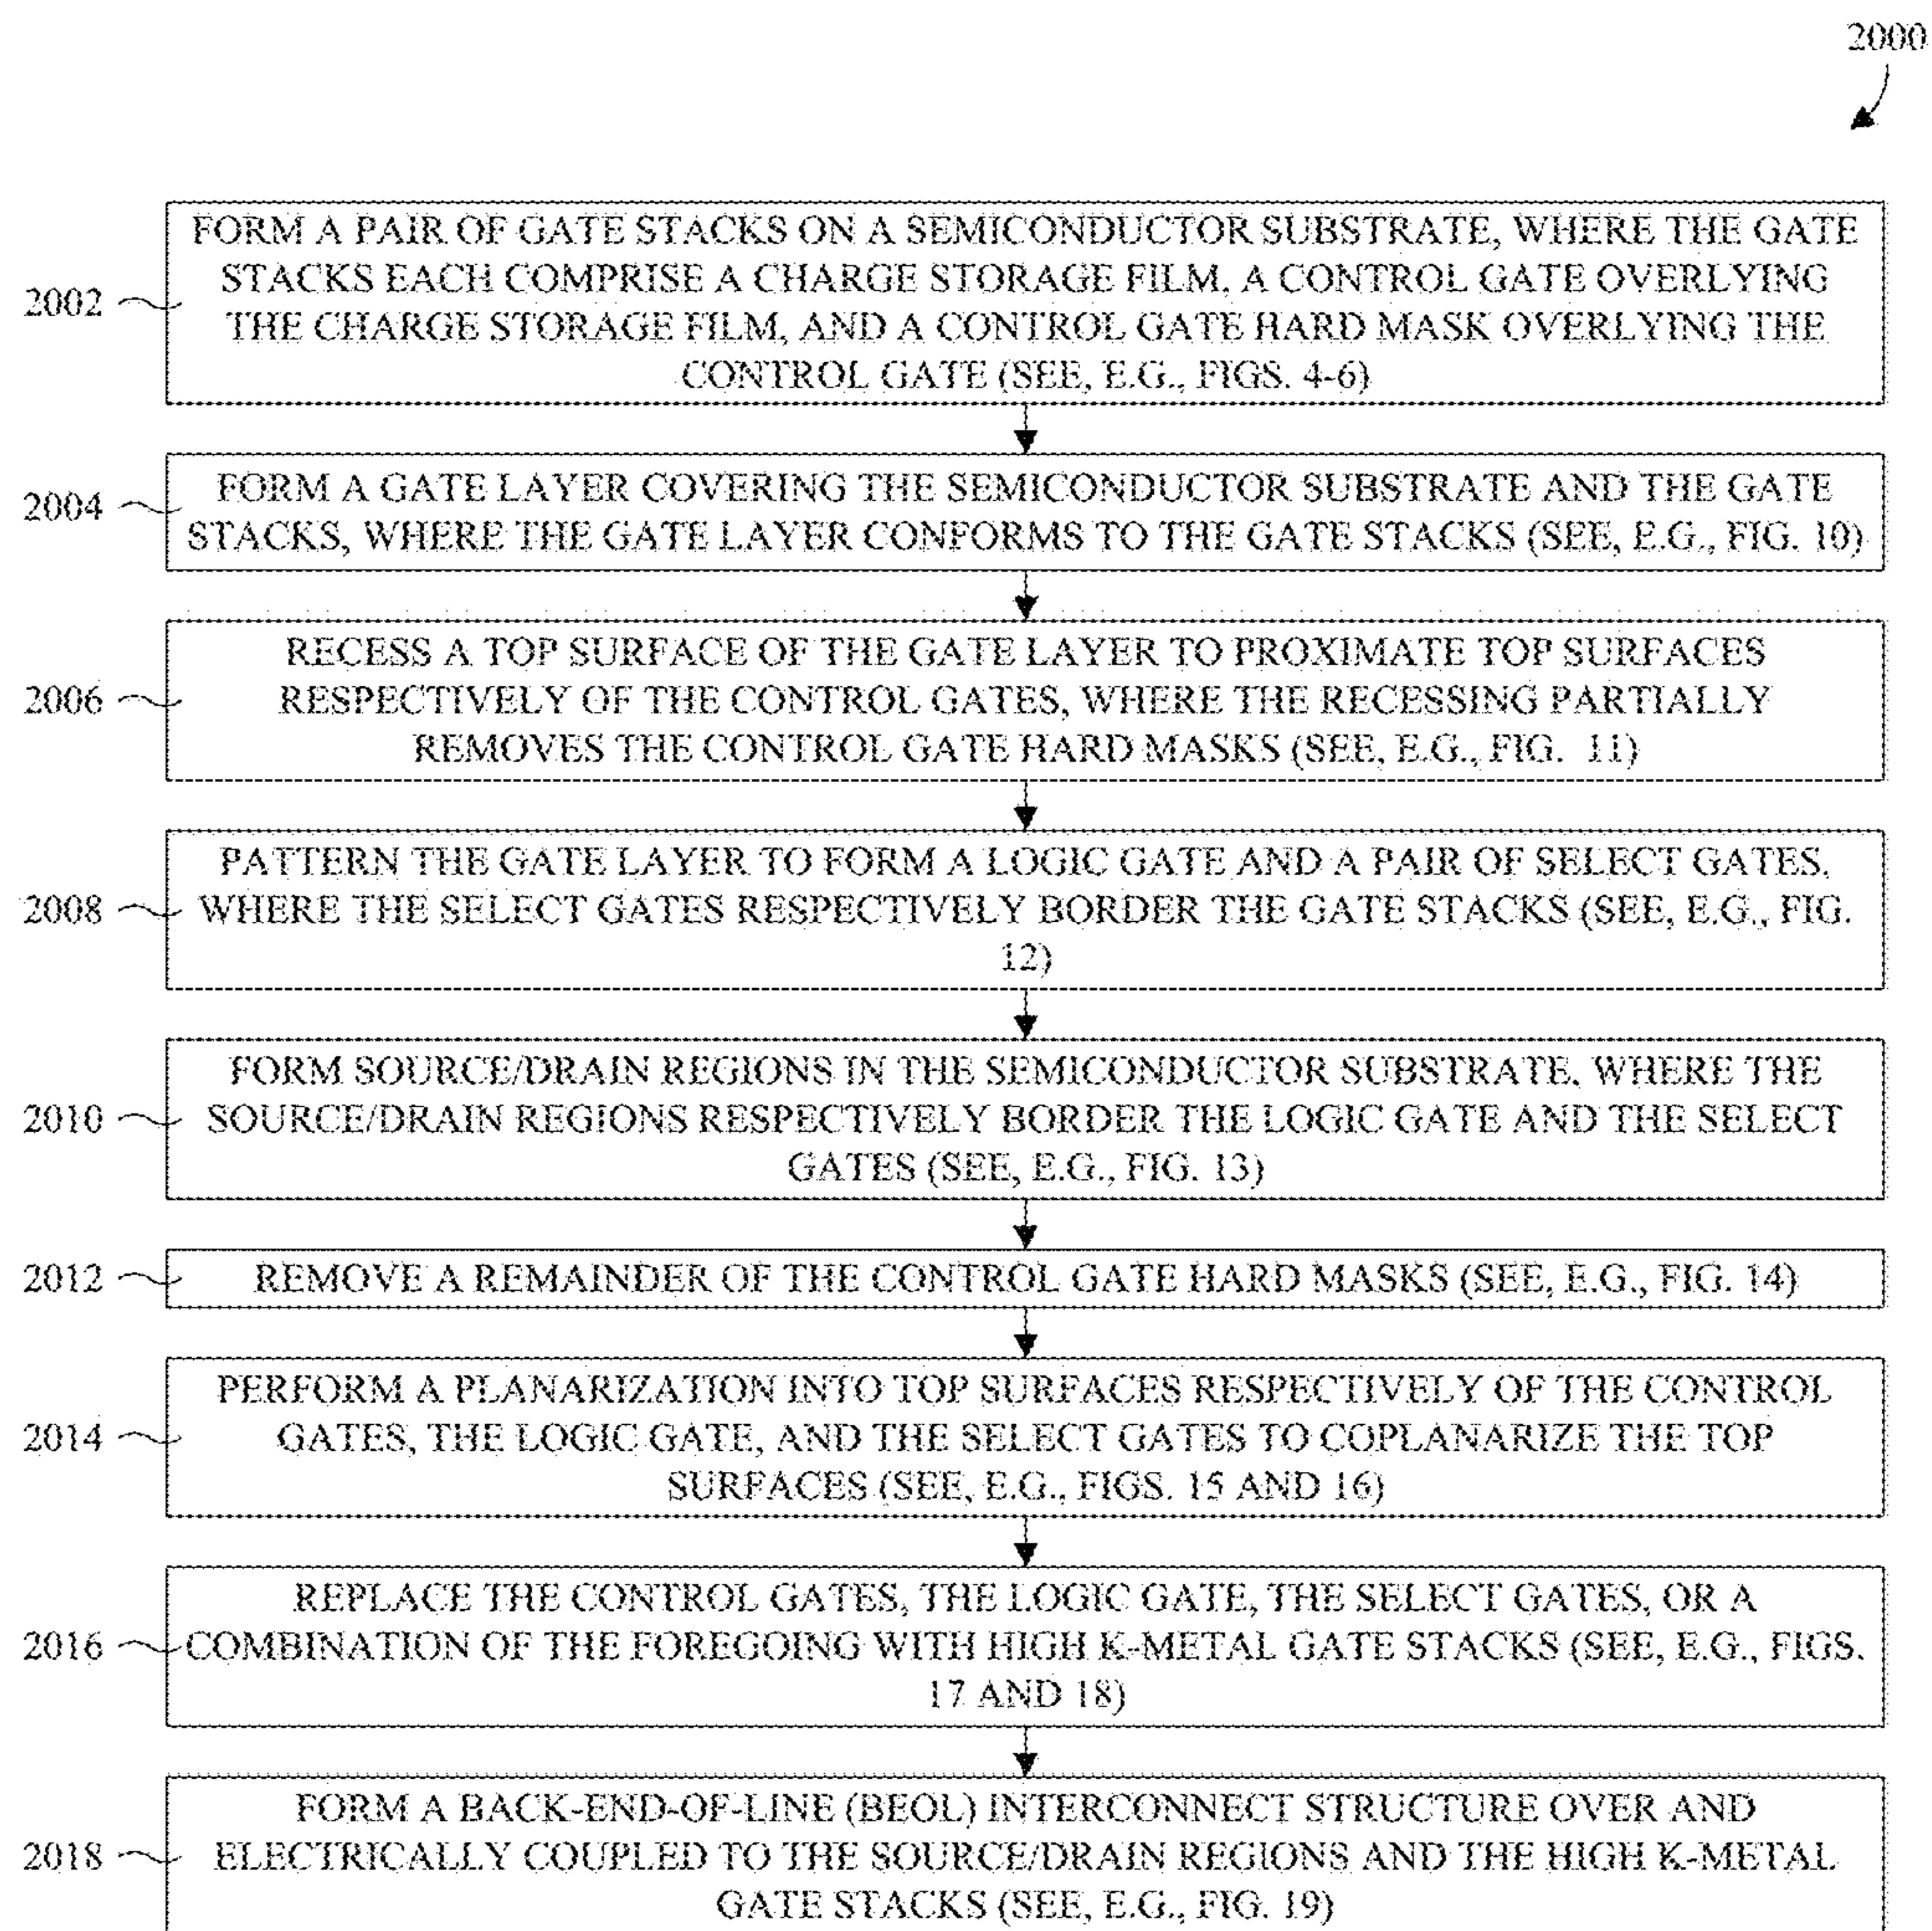 2000
FORM A PAIR OF GATE STACKS ON A SEMICONDUCTOR SUBSTRATE, WHERE THE GATE
STACKS EACH COMPRISE A CHARGE STORAGE FILM, A CONTROL GATE OVERLYING
2002
THE CHARGE STORAGE FILM, AND A CONTROL GATE HARD MASK OVERLYING THE
CONTROL GATE (SEE, E.G., FIGS. 4-6)
FORM A GATE LAYER COVERING THE SEMICONDUCTOR SUBSTRATE AND THE GATE
2004
STACKS, WHERE THE GATE LAYER CONFORMS TO THE GATE STACKS (SEE, E.G., FIG. 10)
RECESS A TOP SURFACE OF THE GATE LAYER TO PROXIMATE TOP SURFACES
2006
RESPECTIVELY OF THE CONTROL GATES, WHERE THE RECESSING PARTIALLY
REMOVES THE CONTROL GATE HARD MASKS (SEE, E.G., FIG. 11)
PATTERN THE GATE LAYER TO FORM A LOGIC GATE AND A PAIR OF SELECT GATES,
2008
WHERE THE SELECT GATES RESPECTIVELY BORDER THE GATE STACKS (SEE, E.G., FIG.
12)
FORM SOURCE/DRAIN REGIONS IN THE SEMICONDUCTOR SUBSTRATE, WHERE THE
2010
SOURCE/DRAIN REGIONS RESPECTIVELY BORDER THE LOGIC GATE AND THE SELECT
GATES (SEE, E.G., FIG. 13)
2012
REMOVE A REMAINDER OF THE CONTROL GATE HARD MASKS (SEE, E.G., FIG. 14)
PERFORM A PLANARIZATION INTO TOP SURFACES RESPECTIVELY OF THE CONTROL
2014
GATES, THE LOGIC GATE, AND THE SELECT GATES TO COPLANARIZE THE TOP
SURFACES (SEE, E.G., FIGS. 15 AND 16)
REPLACE THE CONTROL GATES, THE LOGIC GATE, THE SELECT GATES, OR A
2016
COMBINATION OF THE FOREGOING WITH HIGH K-METAL GATE STACKS (SEE, E.G., FIGS.
17 AND 18)
FORM A BACK-END-OF-LINE (BEOL) INTERCONNECT STRUCTURE OVER AND
2018
ELECTRICALLY COUPLED TO THE SOURCE/DRAIN REGIONS AND THE HIGH K-METAL
GATE STACKS (SEE, E.G., FIG. 19)